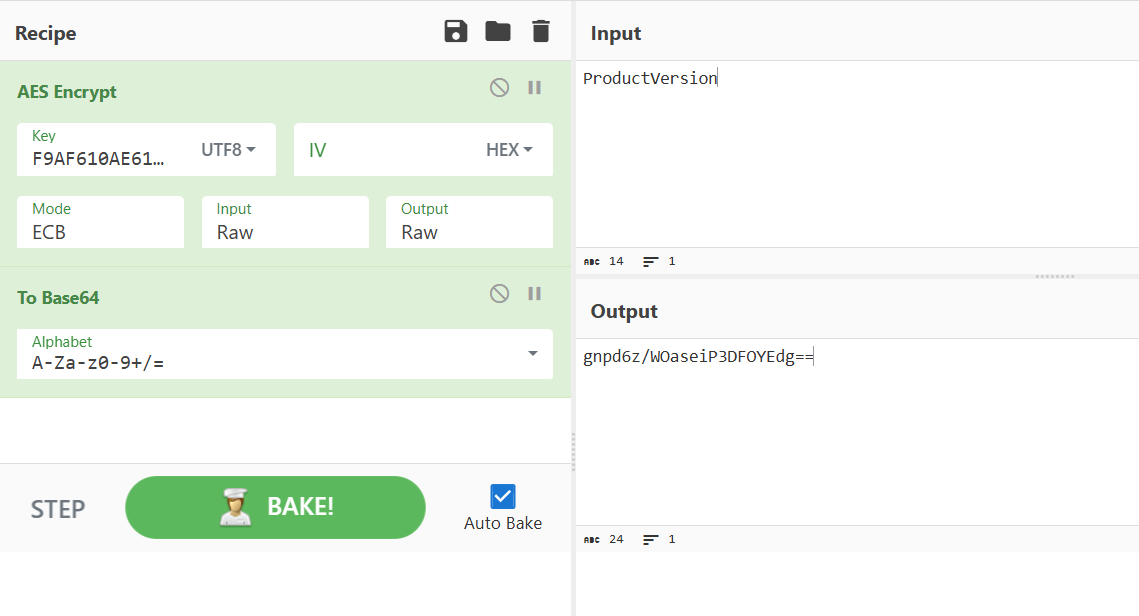 Recipe
AES Encrypt
Key
F9AF610AE61...
UTF8
IV
HEX
Mode
ECB
Input
Raw
Output
Raw
To Base64
Alphabet
A-Za-z0-9+/=
STEP
BAKE!
Auto Bake
Input
ProductVersion
ABC 14
1
Output
gnpd6z/WOaseiP3DFOYEdg==
ABC 24
1